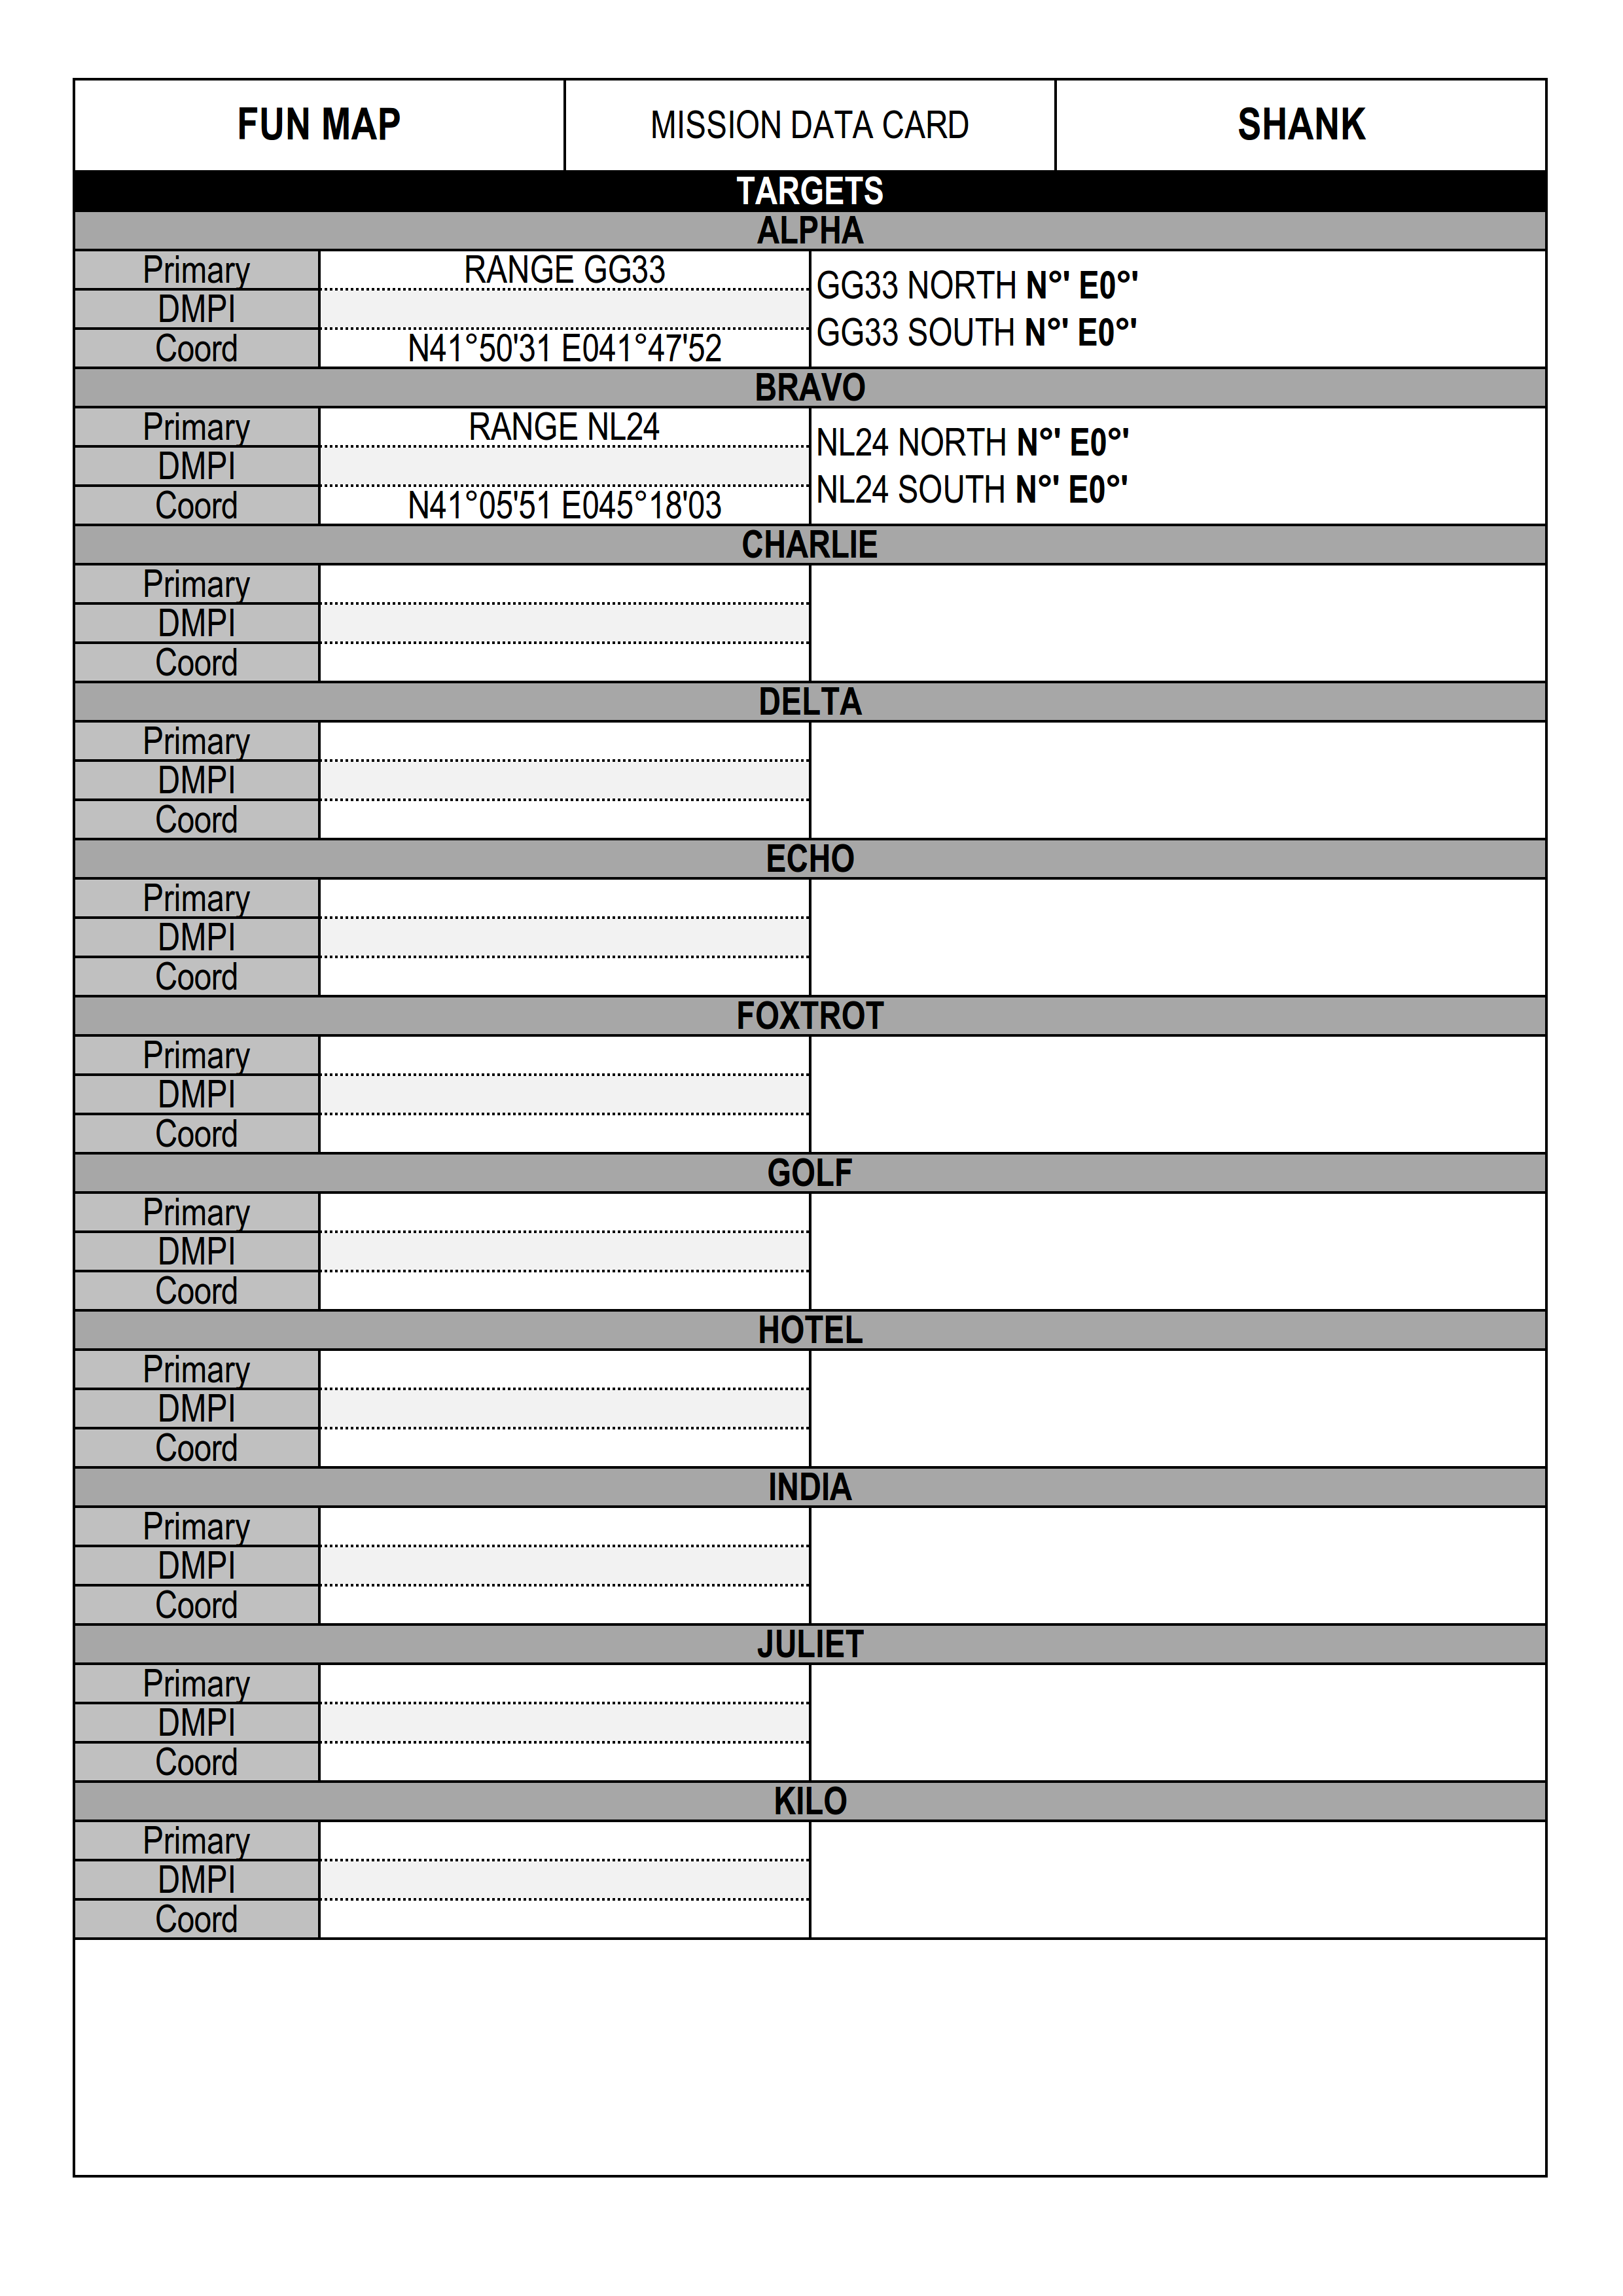 FUN MAP MISSION DATA CARD SHANK
TARGETS
ALPHA
Primary RANGE GG33
DMPI
Coord N41°50'31 E041°47'52
GG33 NORTH N°' E0°'
GG33 SOUTH N°' E0°'
BRAVO
Primary RANGE NL24
DMPI
Coord N41°05'51 E045°18'03
NL24 NORTH N°' E0°'
NL24 SOUTH N°' E0°'
CHARLIE
Primary
DMPI
Coord
DELTA
Primary
DMPI
Coord
ECHO
Primary
DMPI
Coord
FOXTROT
Primary
DMPI
Coord
GOLF
Primary
DMPI
Coord
HOTEL
Primary
DMPI
Coord
INDIA
Primary
DMPI
Coord
JULIET
Primary
DMPI
Coord
KILO
Primary
DMPI
Coord